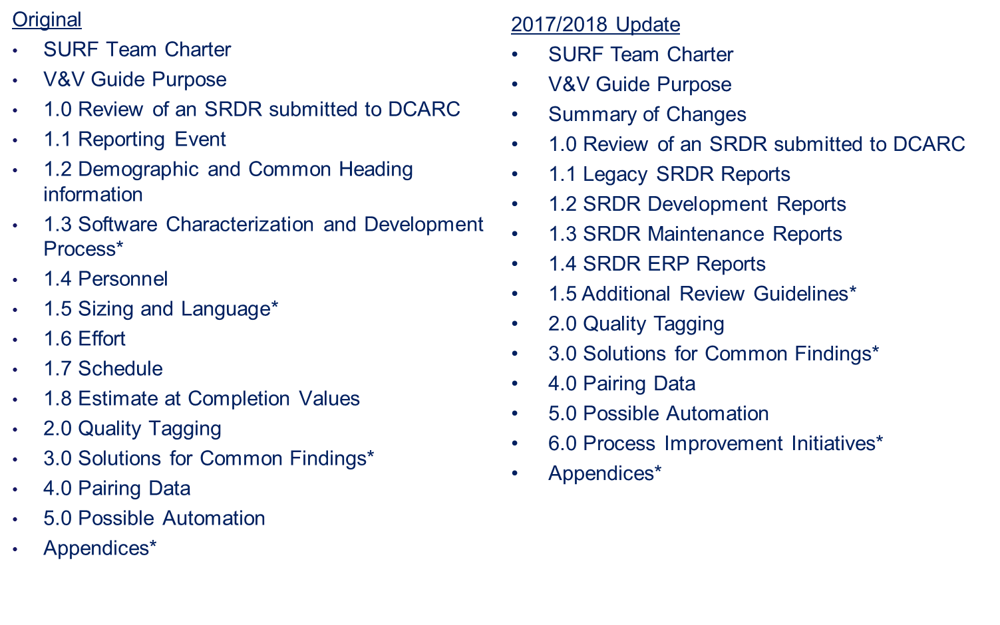 Original
• SURF Team Charter
• V&V Guide Purpose
• 1.0 Review of an SRDR submitted to DCARC
• 1.1 Reporting Event
• 1.2 Demographic and Common Heading
information
• 1.3 Software Characterization and Development
Process*
• 1.4 Personnel
• 1.5 Sizing and Language*
• 1.6 Effort
• 1.7 Schedule
• 1.8 Estimate at Completion Values
• 2.0 Quality Tagging
• 3.0 Solutions for Common Findings*
• 4.0 Pairing Data
• 5.0 Possible Automation
• Appendices*
2017/2018 Update
• SURF Team Charter
• V&V Guide Purpose
• Summary of Changes
• 1.0 Review of an SRDR submitted to DCARC
• 1.1 Legacy SRDR Reports
• 1.2 SRDR Development Reports
• 1.3 SRDR Maintenance Reports
• 1.4 SRDR ERP Reports
• 1.5 Additional Review Guidelines*
• 2.0 Quality Tagging
• 3.0 Solutions for Common Findings*
• 4.0 Pairing Data
• 5.0 Possible Automation
• 6.0 Process Improvement Initiatives*
• Appendices*